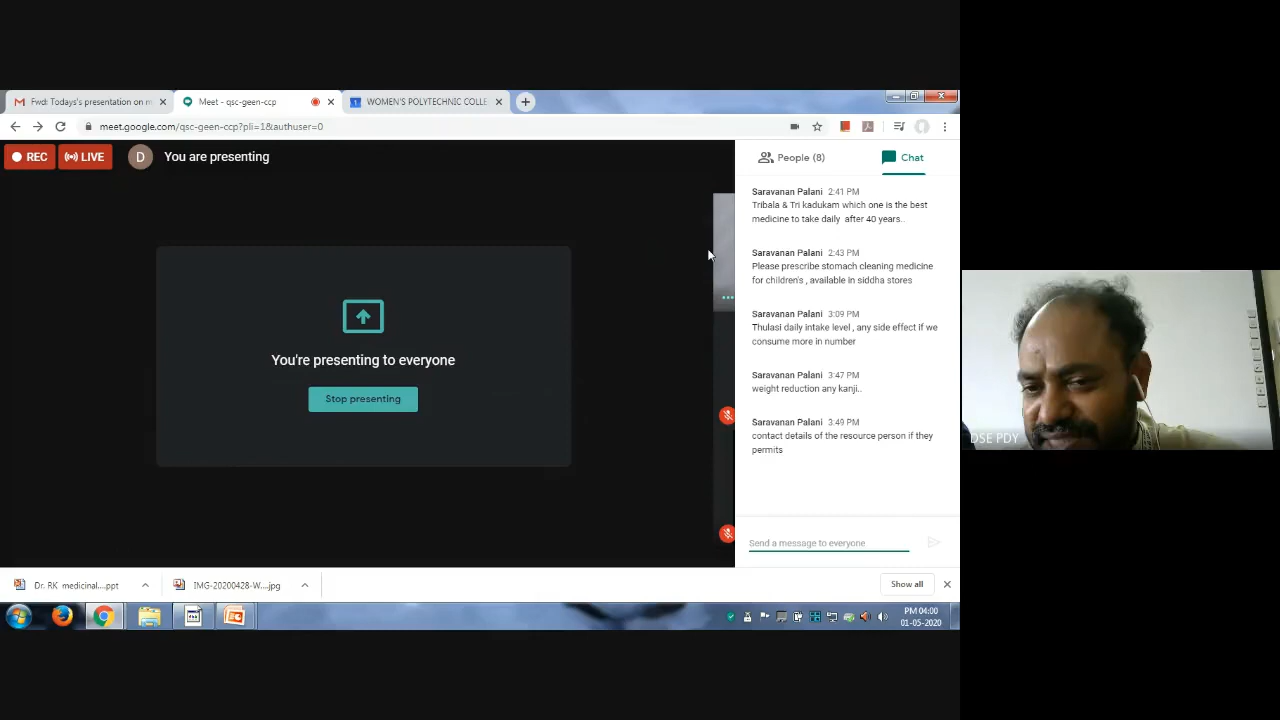 Fwd: Todays's presentation on m
Meet - qsc-geen-ccp
WOMEN'S POLYTECHNIC COLLE
meet.google.com/qsc-geen-ccp?pli=1&authuser=0
REC
LIVE
D
You are presenting
People (8)
Chat
Saravanan Palani 2:41 PM
Tribala & Tri kadukam which one is the best
medicine to take daily after 40 years..
Saravanan Palani 2:43 PM
Please prescribe stomach cleaning medicine
for children's , available in siddha stores
Saravanan Palani 3:09 PM
Thulasi daily intake level , any side effect if we
consume more in number
Saravanan Palani 3:47 PM
weight reduction any kanji..
Saravanan Palani 3:49 PM
contact details of the resource person if they
permits
You're presenting to everyone
Stop presenting
Send a message to everyone
DSE PDY
Dr. RK medicinal....ppt
IMG-20200428-W....jpg
Show all
PM 04:00
01-05-2020